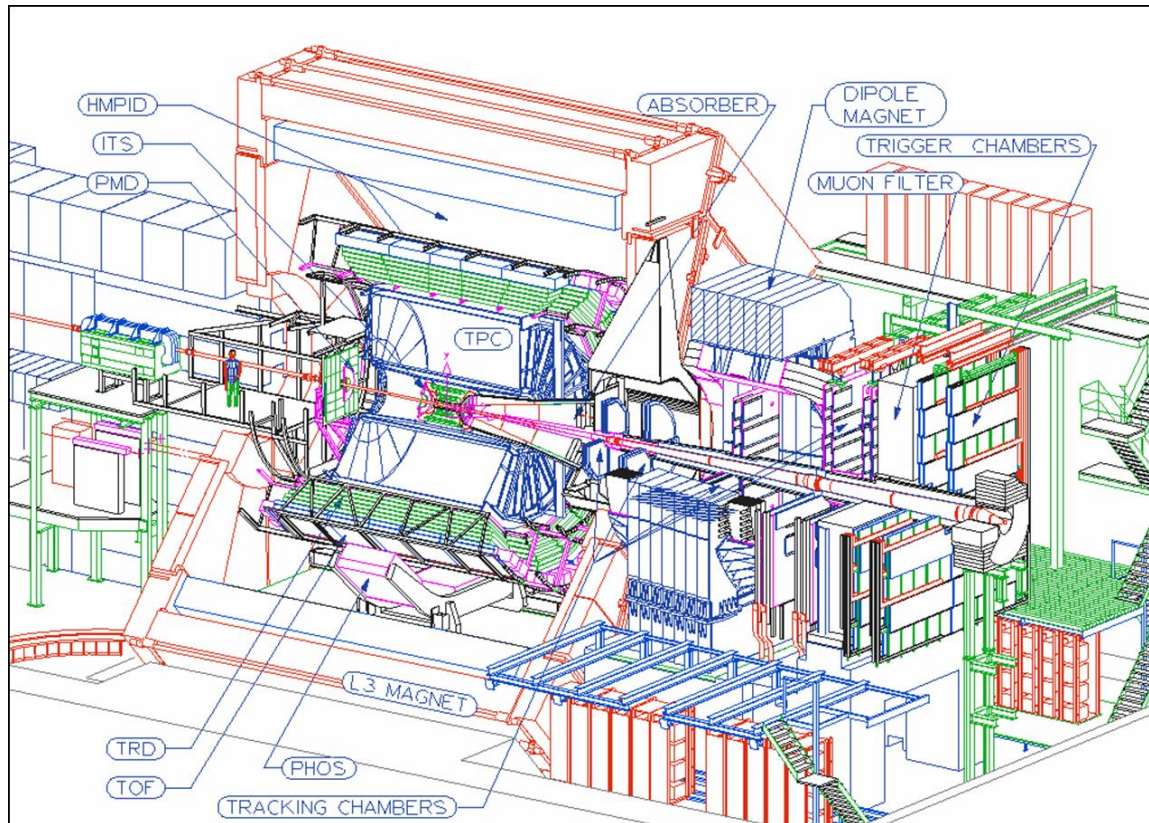 HMPID
ABSORBER
DIPOLE
MAGNET
ITS
TRIGGER CHAMBERS
PMD
MUON FILTER
TPC
L3 MAGNET
TRD
PHOS
TOF
TRACKING CHAMBERS